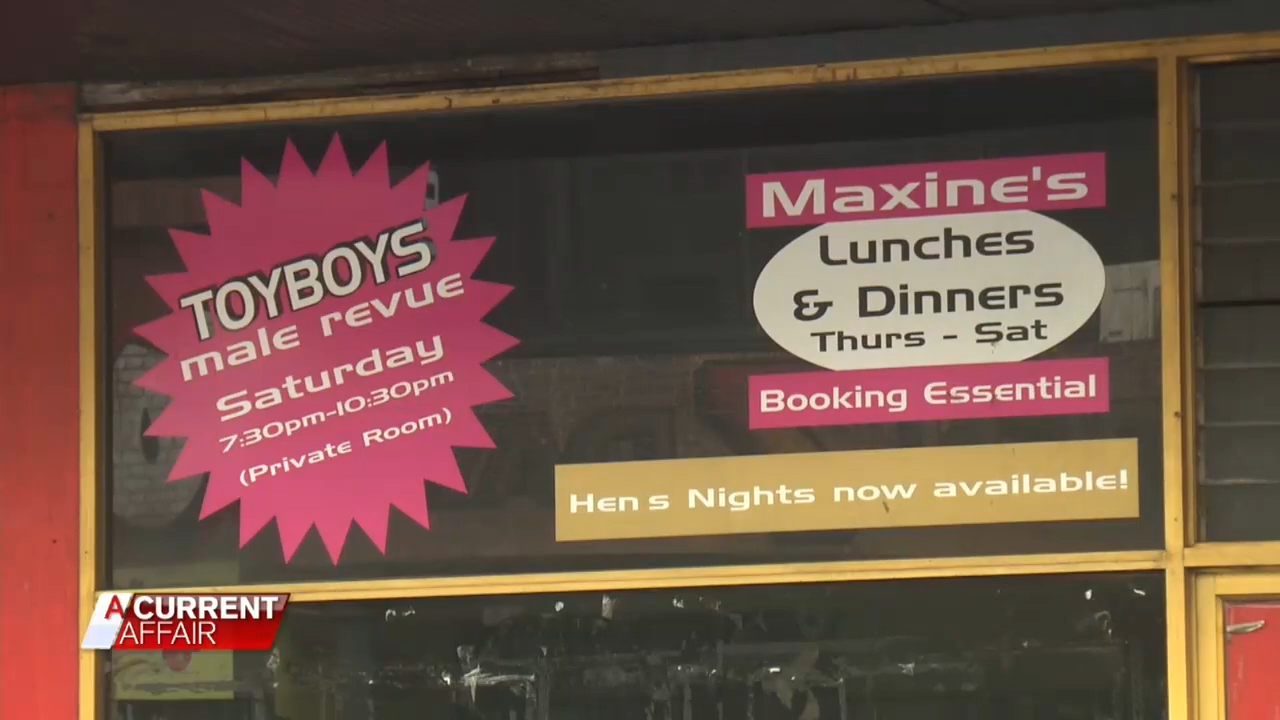 TOYBOYS
male revue
Saturday
7:30pm-10:30pm
(Private Room)
Maxine's
Lunches
& Dinners
Thurs - Sat
Booking Essential
Hen s Nights now available!
A CURRENT
AFFAIR